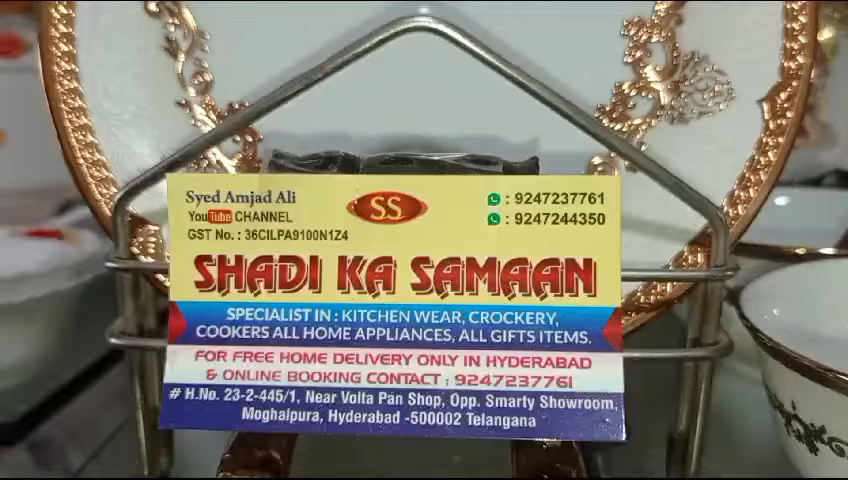 Syed Amjad Ali
YouTube CHANNEL
GST No. : 36CILPA9100N1Z4
S.S.
: 9247237761
: 9247244350
SHADI KA SAMAAN
SPECIALIST IN : KITCHEN WEAR, CROCKERY,
COOKERS ALL HOME APPLIANCES, ALL GIFTS ITEMS.
FOR FREE HOME DELIVERY ONLY IN HYDERABAD
& ONLINE BOOKING CONTACT : 9247237761
# H.No. 23-2-445/1, Near Volta Pan Shop, Opp. Smarty Showroom,
Moghalpura, Hyderabad -500002 Telangana